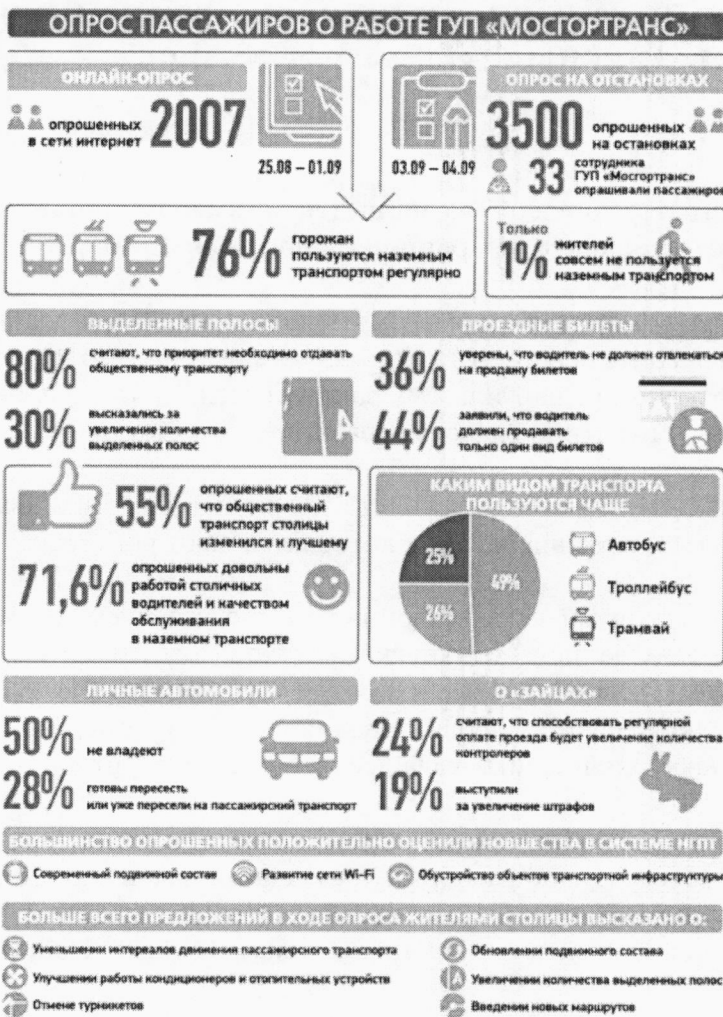 ОПРОС ПАССАЖИРОВ О РАБОТЕ ГУП «МОСГОРТРАНС»
ОНЛАЙН-ОПРОС
опрошенных
в сети интернет
2007
25.08 – 01.09
03.09 – 04.09
ОПРОС НА ОТСТАНОВКАХ
3500
опрошенных
на остановках
33
сотрудника
ГУП «Мосгортранс»
опрашивали пассажиров
76%
горожан
пользуются наземным
транспортом регулярно
Только
1%
жителей
совсем не пользуется
наземным транспортом
ВЫДЕЛЕННЫЕ ПОЛОСЫ
80%
считают, что приоритет необходимо отдавать
общественному транспорту
30%
высказались за
увеличение количества
выделенных полос
А
ПРОЕЗДНЫЕ БИЛЕТЫ
36%
уверены, что водитель не должен отвлекаться
на продажу билетов
44%
заявили, что водитель
должен продавать
только один вид билетов
55%
опрошенных считают,
что общественный
транспорт столицы
изменился к лучшему
71,6%
опрошенных довольны
работой столичных
водителей и качеством
обслуживания
в наземном транспорте
КАКИМ ВИДОМ ТРАНСПОРТА
ПОЛЬЗУЮТСЯ ЧАЩЕ
25%
49%
26%
Автобус
Троллейбус
Трамвай
ЛИЧНЫЕ АВТОМОБИЛИ
50%
не владеют
28%
готовы пересесть
или уже пересели на пассажирский транспорт
О «ЗАЙЦАХ»
24%
считают, что способствовать регулярной
оплате проезда будет увеличение количества
контролеров
19%
выступили
за увеличение штрафов
БОЛЬШИНСТВО ОПРОШЕННЫХ ПОЛОЖИТЕЛЬНО ОЦЕНИЛИ НОВШЕСТВА В СИСТЕМЕ НГПТ
Современный подвижной состав
Развитие сети Wi-Fi
Обустройство объектов транспортной инфраструктуры
БОЛЬШЕ ВСЕГО ПРЕДЛОЖЕНИЙ В ХОДЕ ОПРОСА ЖИТЕЛЯМИ СТОЛИЦЫ ВЫСКАЗАНО О:
Уменьшении интервалов движения пассажирского транспорта
Улучшении работы кондиционеров и отопительных устройств
Отмене турникетов
Обновлении подвижного состава
Увеличении количества выделенных полос
Введении новых маршрутов